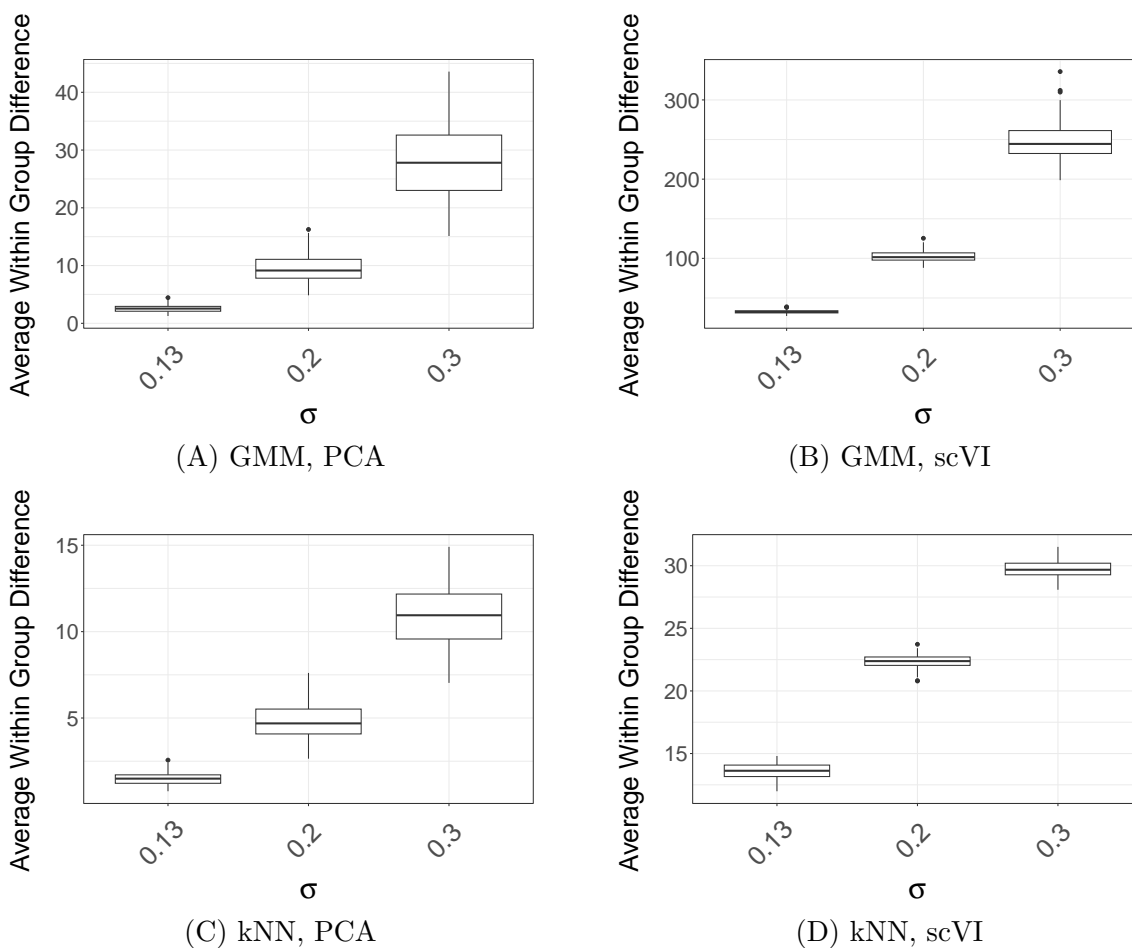 Average Within Group Difference
40
30
20
10
0
0.13
0.2
0.3
σ
(A) GMM, PCA
Average Within Group Difference
300
200
100
0.13
0.2
0.3
σ
(B) GMM, scVI
Average Within Group Difference
15
10
5
0.13
0.2
0.3
σ
(C) kNN, PCA
Average Within Group Difference
30
25
20
15
0.13
0.2
0.3
σ
(D) kNN, scVI